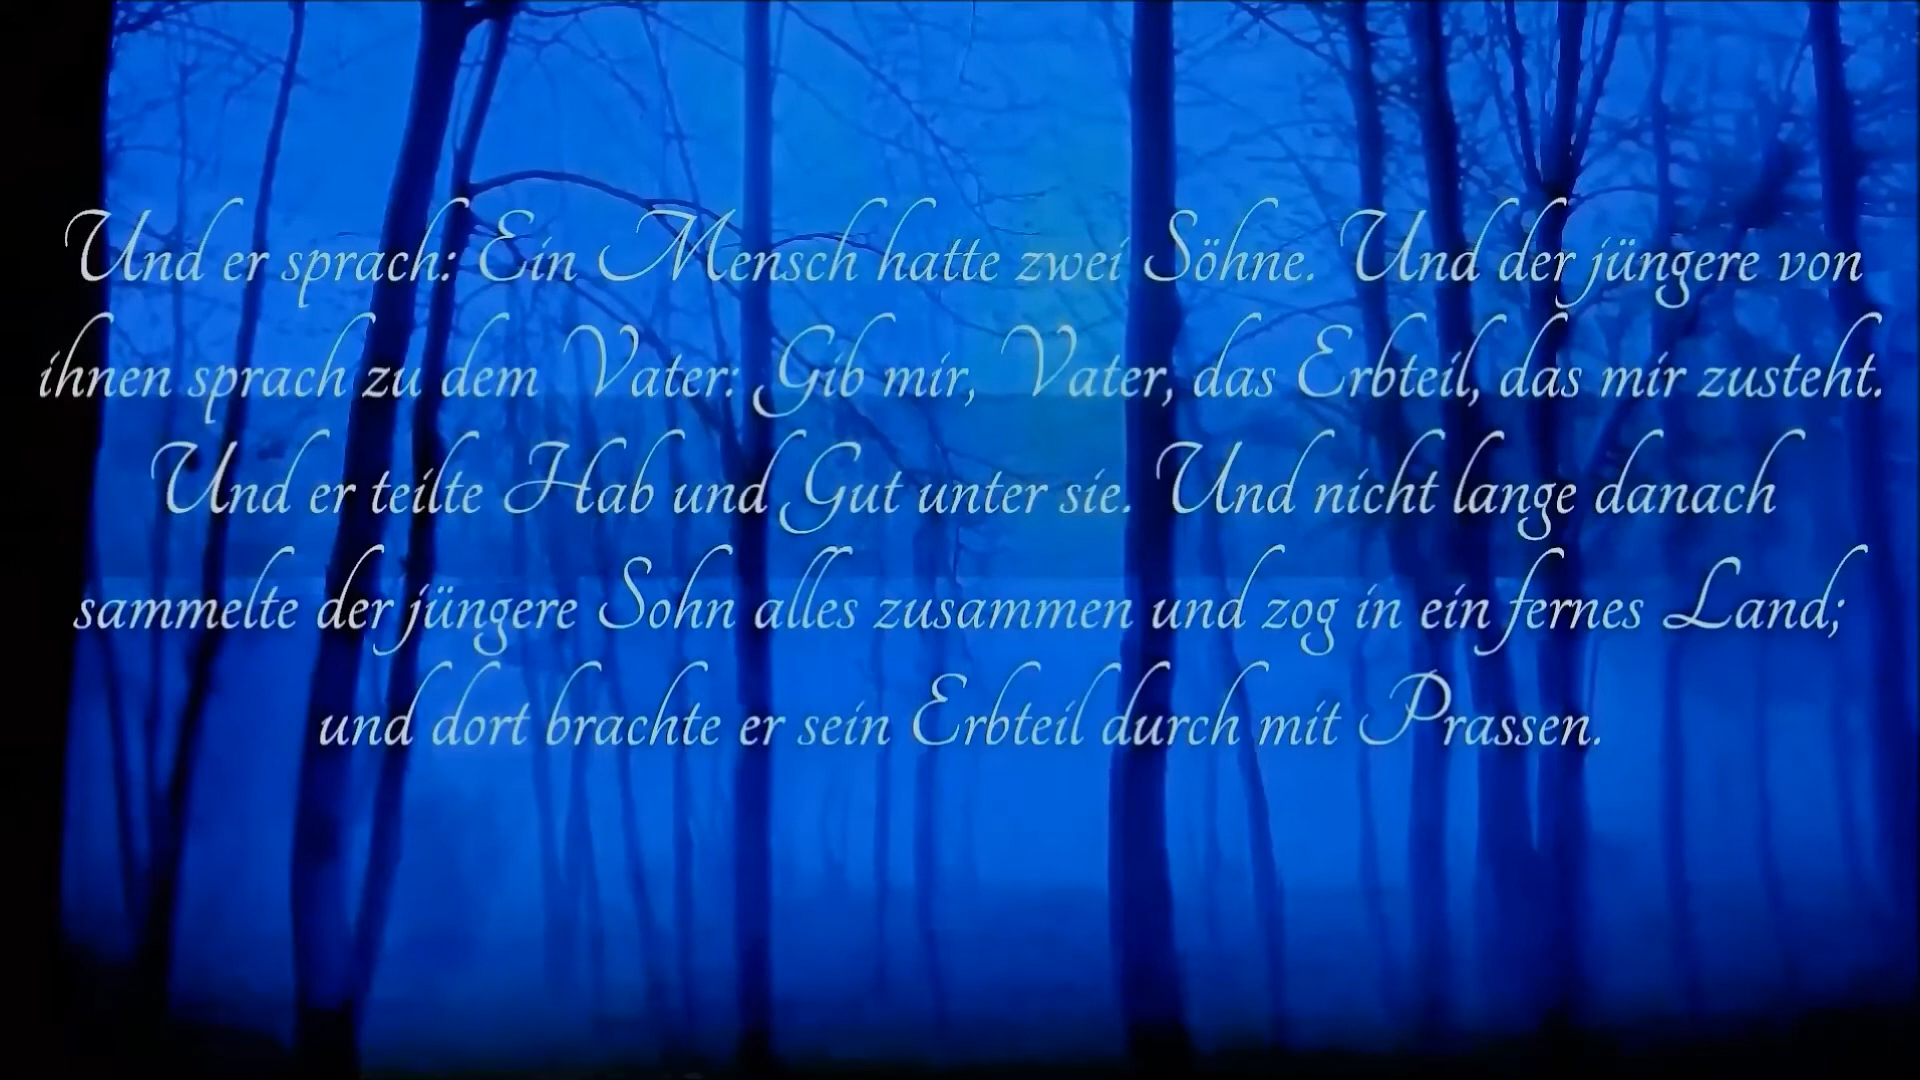 Und er sprach: Ein Mensch hatte zwei Söhne. Und der jüngere von
ihnen sprach zu dem Vater: Gib mir, Vater, das Erbteil, das mir zusteht.
Und er teilte Hab und Gut unter sie. Und nicht lange danach
sammelte der jüngere Sohn alles zusammen und zog in ein fernes Land;
und dort brachte er sein Erbteil durch mit Prassen.